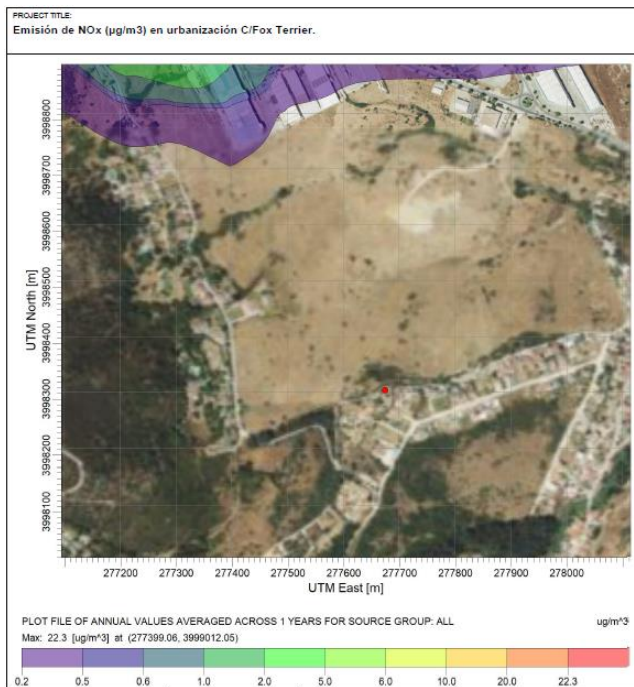 PROJECT TITLE:
Emisión de NOx (µg/m3) en urbanización C/Fox Terrier.
UTM North [m]
3998800
3998700
3998600
3998500
3998400
3998300
3998200
3998100
277200 277300 277400 277500 277600 277700 277800 277900 278000
UTM East [m]
PLOT FILE OF ANNUAL VALUES AVERAGED ACROSS 1 YEARS FOR SOURCE GROUP: ALL ug/m^3
Max: 22.3 [ug/m^3] at (277399.06, 3999012.05)
0.2 0.5 0.6 1.0 2.0 5.0 6.0 10.0 20.0 22.3